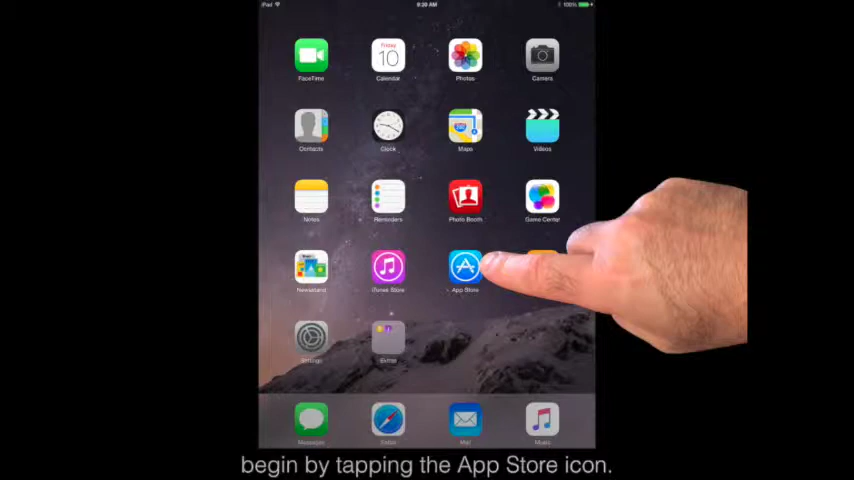 iPad 9:20 AM 100%
Friday
10
FaceTime Calendar Photos Camera
Contacts Clock Maps Videos
Notes Reminders Photo Booth Game Center
Newsstand iTunes Store App Store
Settings Extras
Messages Safari Mail Music
begin by tapping the App Store icon.